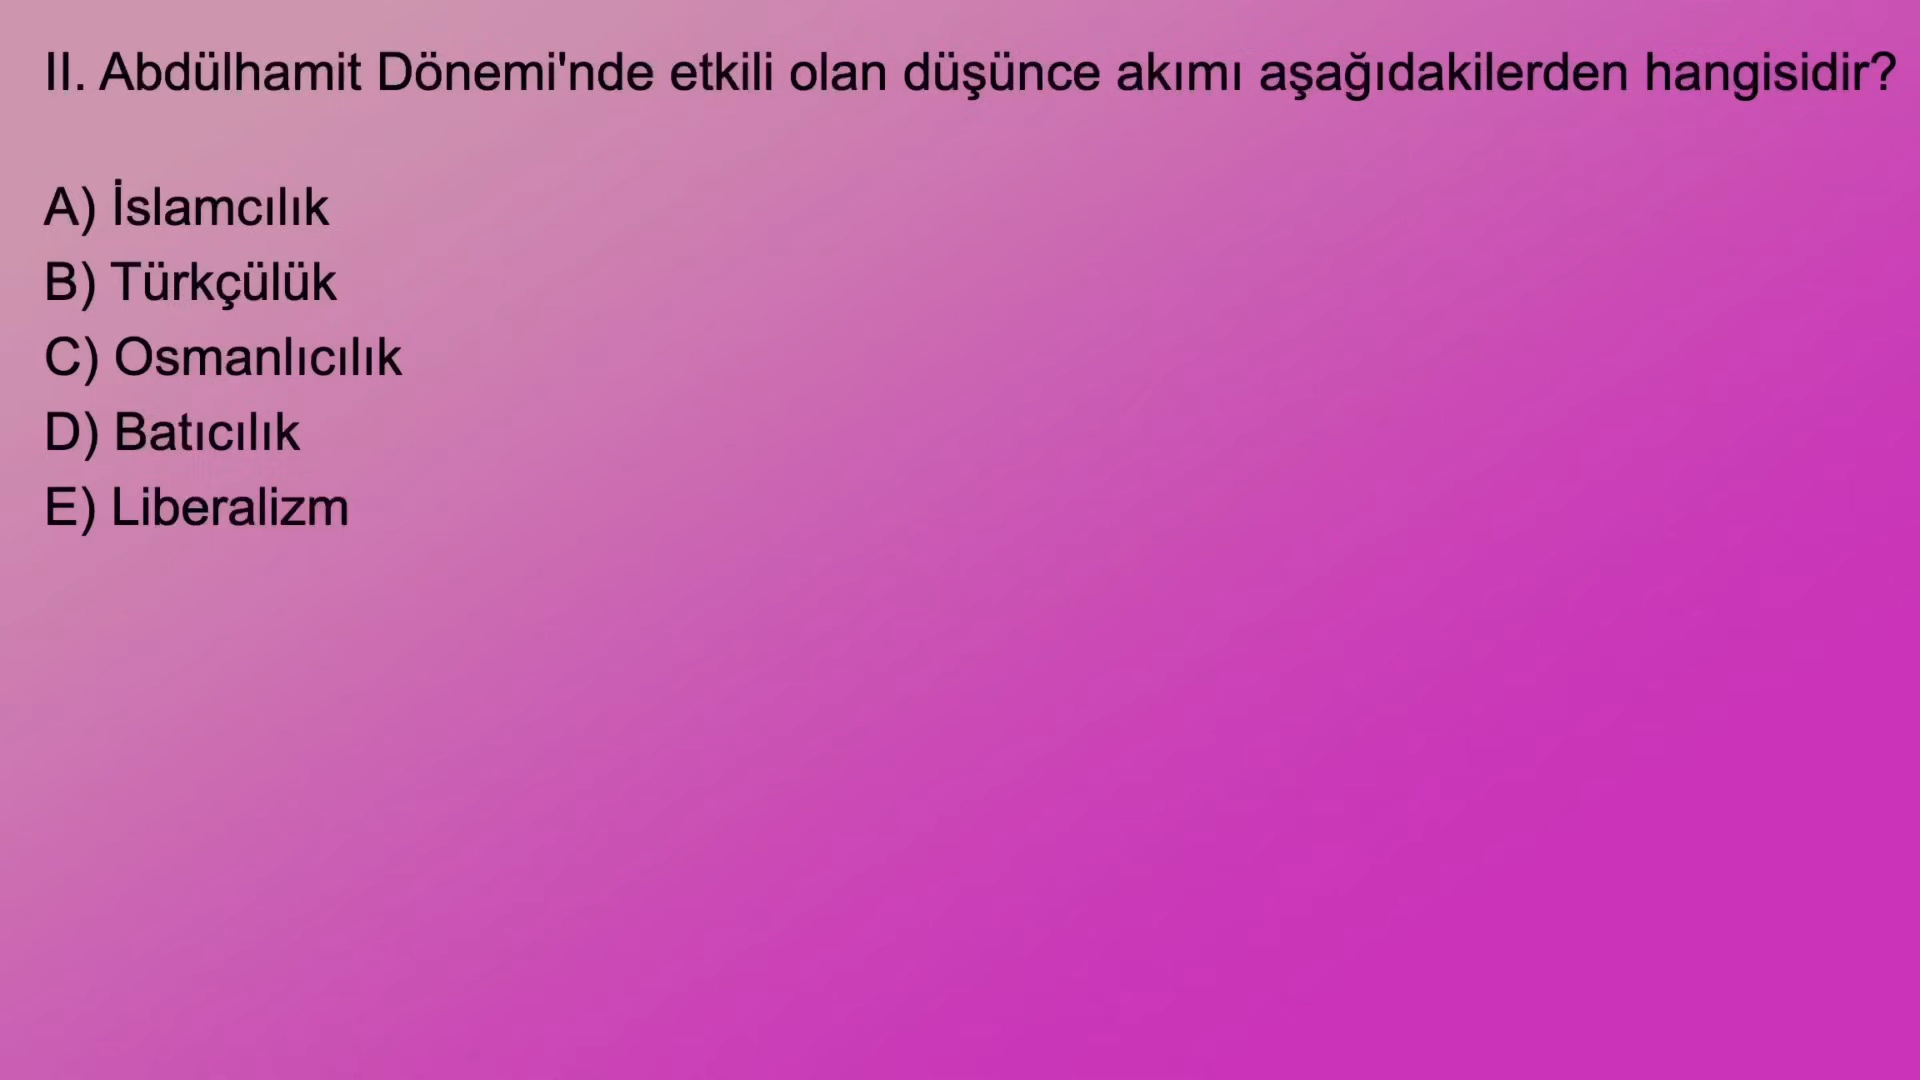 II. Abdülhamit Dönemi'nde etkili olan düşünce akımı aşağıdakilerden hangisidir?
A) İslamcılık
B) Türkçülük
C) Osmanlıcılık
D) Batıcılık
E) Liberalizm